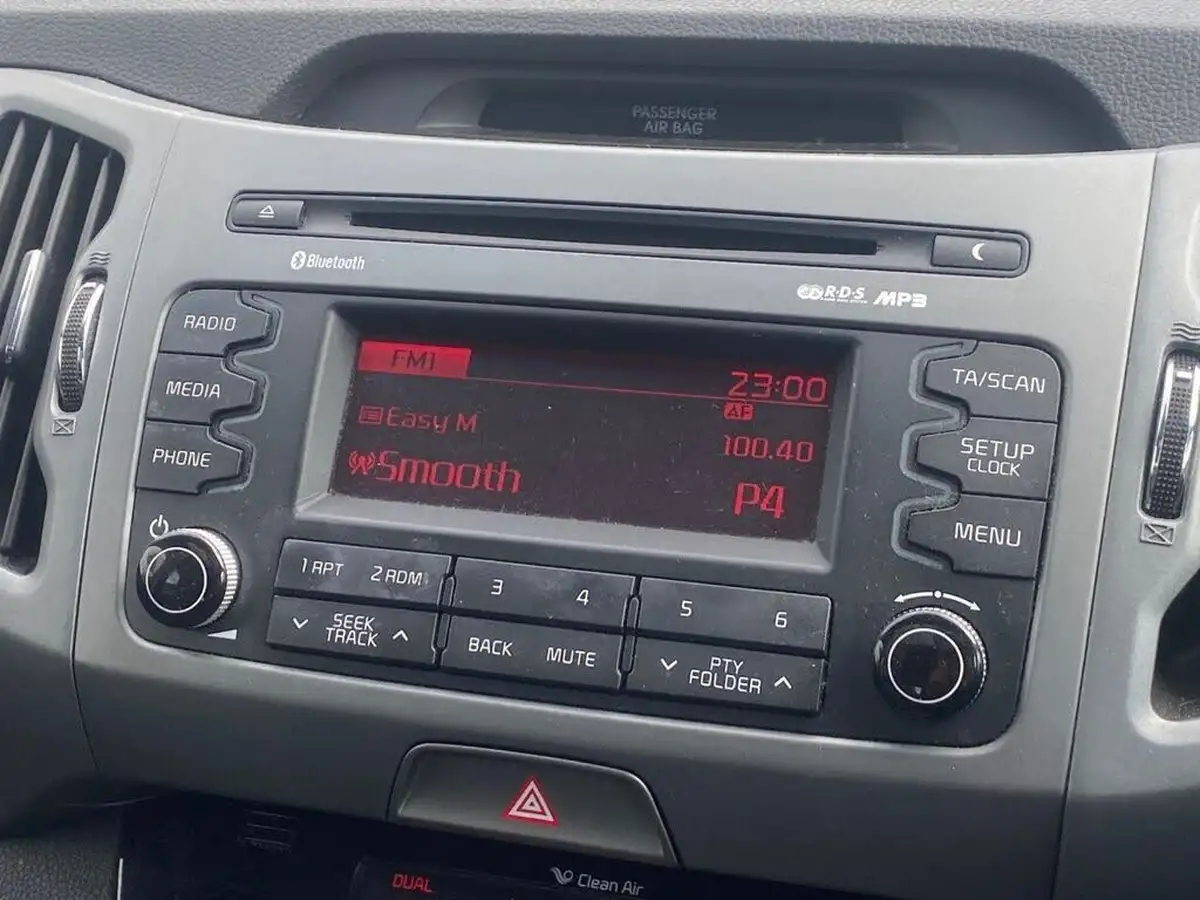 PASSENGER
AIR BAG
Bluetooth
R·D·S MP3
RADIO
MEDIA
PHONE
FM1
23:00
AF
Easy M
100.40
Smooth
P4
TA/SCAN
SETUP
CLOCK
MENU
1 RPT 2 RDM 3 4 5 6
SEEK
TRACK
BACK MUTE
PTY
FOLDER
DUAL
Clean Air